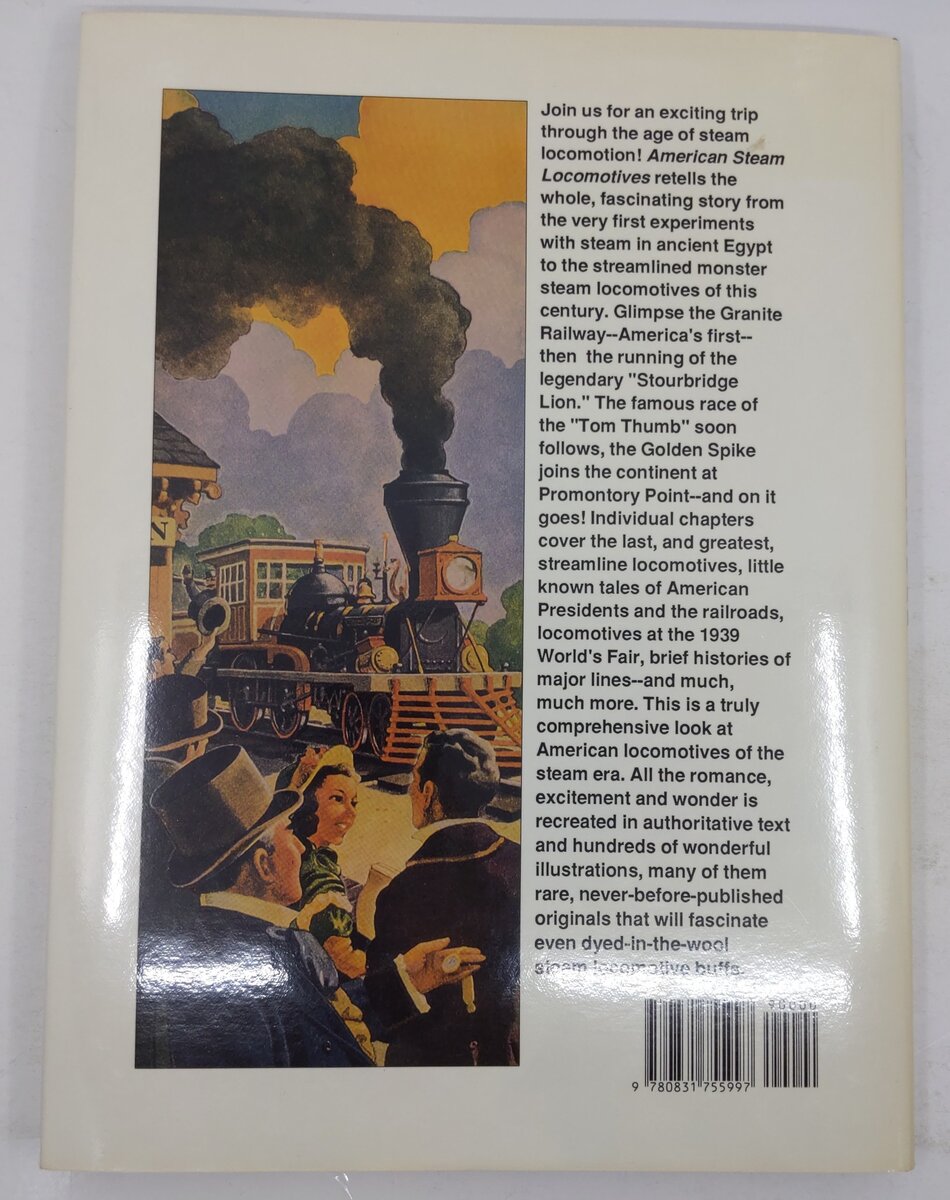 N
Join us for an exciting trip
through the age of steam
locomotion! American Steam
Locomotives retells the
whole, fascinating story from
the very first experiments
with steam in ancient Egypt
to the streamlined monster
steam locomotives of this
century. Glimpse the Granite
Railway--America's first--
then the running of the
legendary "Stourbridge
Lion." The famous race of
the "Tom Thumb" soon
follows, the Golden Spike
joins the continent at
Promontory Point--and on it
goes! Individual chapters
cover the last, and greatest,
streamline locomotives, little
known tales of American
Presidents and the railroads,
locomotives at the 1939
World's Fair, brief histories of
major lines--and much,
much more. This is a truly
comprehensive look at
American locomotives of the
steam era. All the romance,
excitement and wonder is
recreated in authoritative text
and hundreds of wonderful
illustrations, many of them
rare, never-before-published
originals that will fascinate
even dyed-in-the-wool
steam locomotive buffs.
9 780831 755997